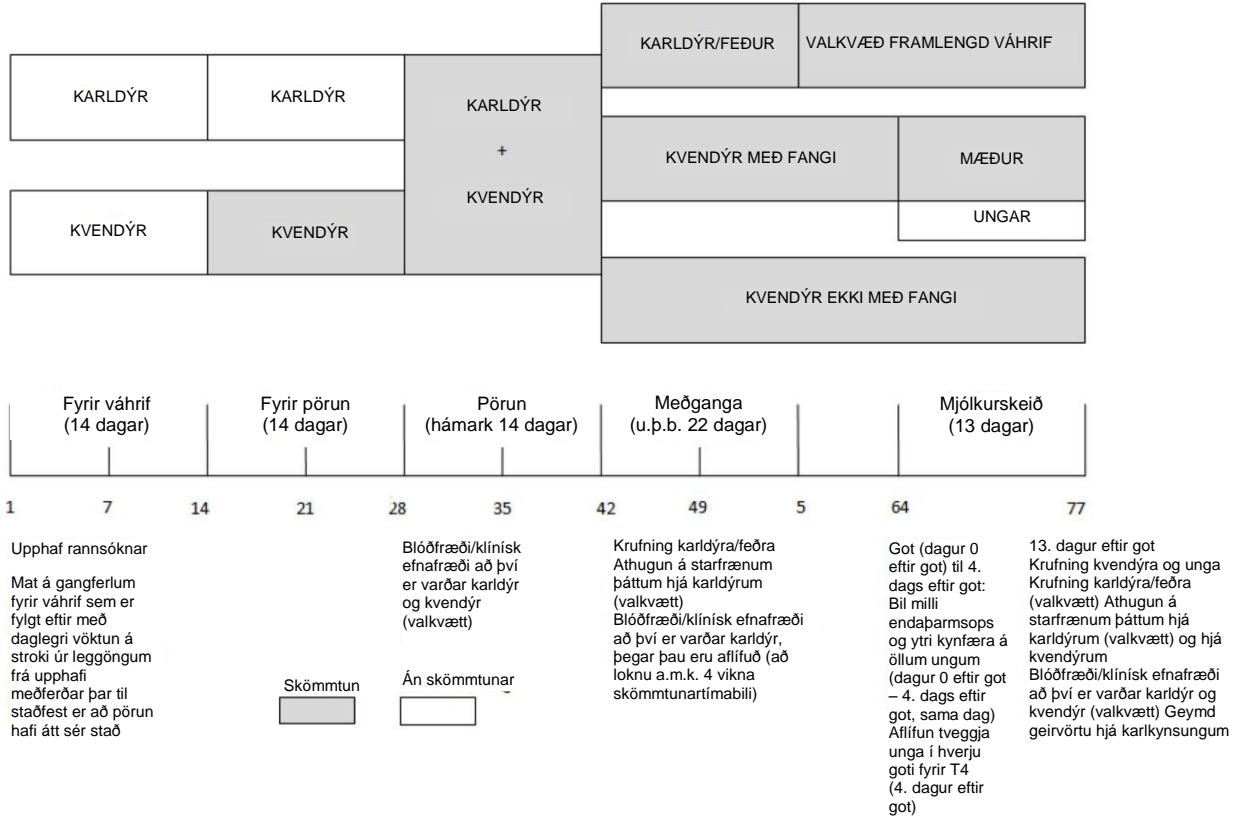 KARLDÝR/FEÐUR
VALKVÆÐ FRAMLENGD VÁHRIF
KARLDÝR
KARLDÝR
KARLDÝR
+
KVENDÝR
KVENDÝR MEÐ FANGI
MÆÐUR
UNGAR
KVENDÝR
KVENDÝR
KVENDÝR EKKI MEÐ FANGI
Fyrir váhrif
(14 dagar)
Fyrir pörun
(14 dagar)
Pörun
(hámark 14 dagar)
Meðganga
(u.þ.b. 22 dagar)
Mjólkurskeið
(13 dagar)
1 7 14 21 28 35 42 49 5 64 77
Upphaf rannsóknar
Mat á gangferlum
fyrir váhrif sem er
fylgt eftir með
daglegri vöktun á
stroki úr leggöngum
frá upphafi
meðferðar þar til
staðfest er að pörun
hafi átt sér stað
Skömmtun
Blóðfræði/klínísk
efnafræði að því
er varðar karldýr
og kvendýr
(valkvætt)
Án skömmtunar
Krufning karldýra/feðra
Athugun á starfrænum
þáttum hjá karldýrum
(valkvætt)
Blóðfræði/klínísk efnafræði
að því er varðar karldýr,
þegar þau eru aflífuð (að
loknu a.m.k. 4 vikna
skömmtunartímabili)
Got (dagur 0
eftir got) til 4.
dags eftir got:
Bil milli
endaþarmsops
og ytri kynfæra á
öllum ungum
(dagur 0 eftir got
– 4. dags eftir
got, sama dag)
Aflífun tveggja
unga í hverju
goti fyrir T4
(4. dagur eftir
got)
13. dagur eftir got
Krufning kvendýra og unga
Krufning karldýra/feðra
(valkvætt) Athugun á
starfrænum þáttum hjá
karldýrum (valkvætt) og hjá
kvendýrum
Blóðfræði/klínísk efnafræði
að því er varðar karldýr og
kvendýr (valkvætt) Geymd
geirvörtu hjá karlkynsungum